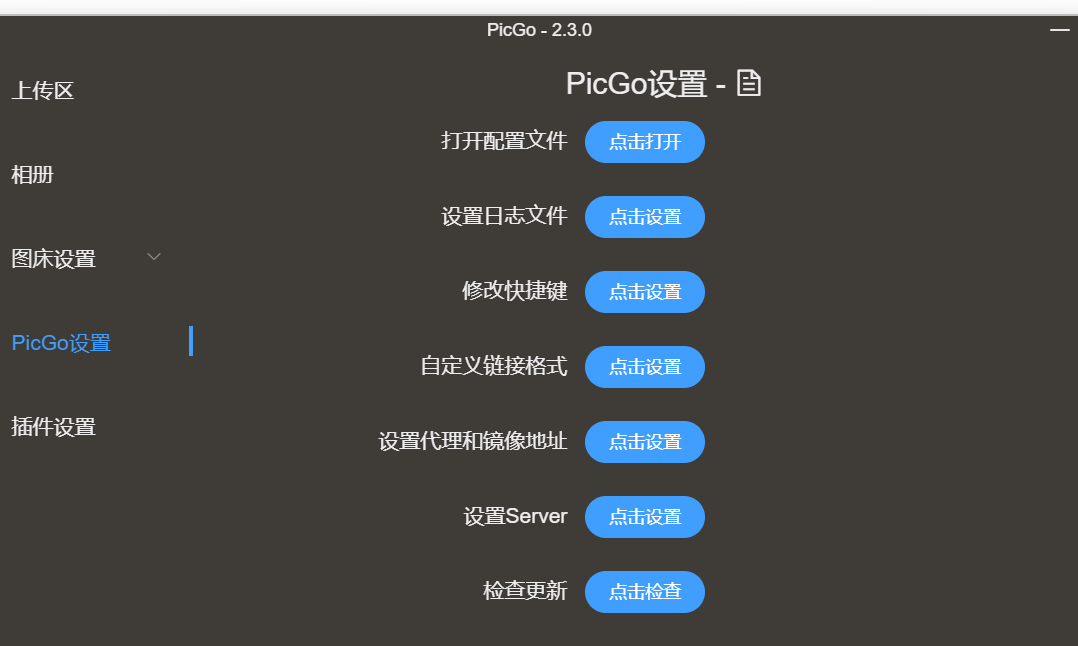 PicGo - 2.3.0
上传区
相册
图床设置
PicGo设置
插件设置
PicGo设置 -
打开配置文件 点击打开
设置日志文件 点击设置
修改快捷键 点击设置
自定义链接格式 点击设置
设置代理和镜像地址 点击设置
设置Server 点击设置
检查更新 点击检查